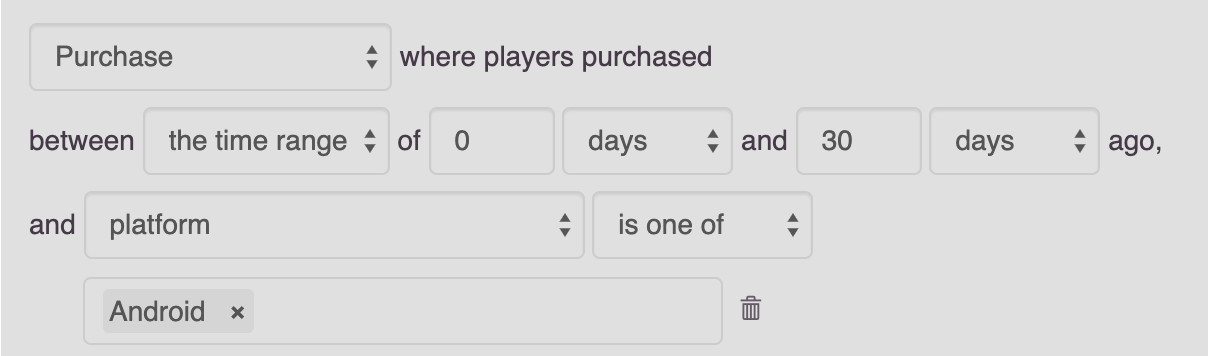 Purchase where players purchased
between the time range of 0 days and 30 days ago,
and platform is one of
Android ×